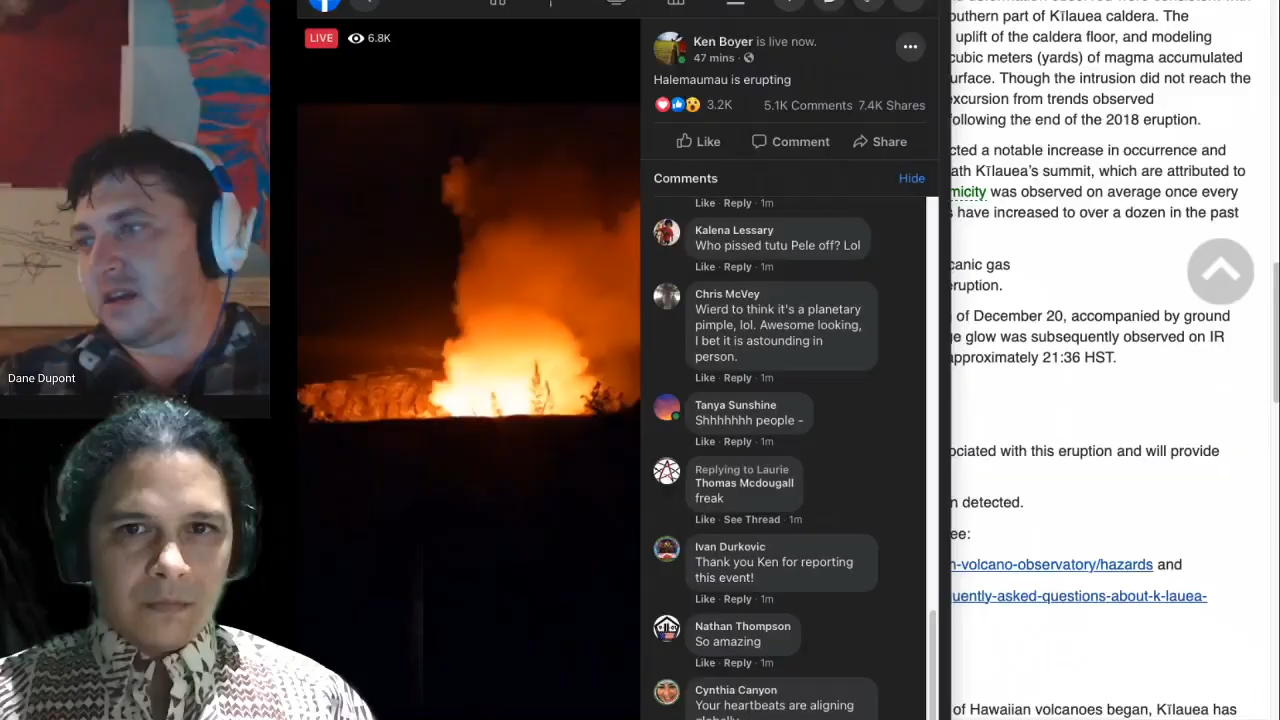 LIVE 6.8K
Dane Dupont
Ken Boyer is live now.
47 mins ·
Halemaumau is erupting
3.2K 5.1K Comments 7.4K Shares
Like Comment Share
Comments Hide
Like · Reply · 1m
Kalena Lessary
Who pissed tutu Pele off? Lol
Like · Reply · 1m
Chris McVey
Wierd to think it's a planetary
pimple, lol. Awesome looking,
I bet it is astounding in
person.
Like · Reply · 1m
Tanya Sunshine
Shhhhhhh people -
Like · Reply · 1m
Replying to Laurie
Thomas Mcdougall
freak
Like · See Thread · 1m
Ivan Durkovic
Thank you Ken for reporting
this event!
Like · Reply · 1m
Nathan Thompson
So amazing
Like · Reply · 1m
Cynthia Canyon
Your heartbeats are aligning
southern part of Kīlauea caldera. The
uplift of the caldera floor, and modeling
cubic meters (yards) of magma accumulated
urface. Though the intrusion did not reach the
excursion from trends observed
following the end of the 2018 eruption.
cted a notable increase in occurrence and
ath Kīlauea's summit, which are attributed to
micity was observed on average once every
have increased to over a dozen in the past
canic gas
eruption.
of December 20, accompanied by ground
ge glow was subsequently observed on IR
approximately 21:36 HST.
ociated with this eruption and will provide
n detected.
ee:
n-volcano-observatory/hazards and
uently-asked-questions-about-k-lauea-
of Hawaiian volcanoes began, Kīlauea has